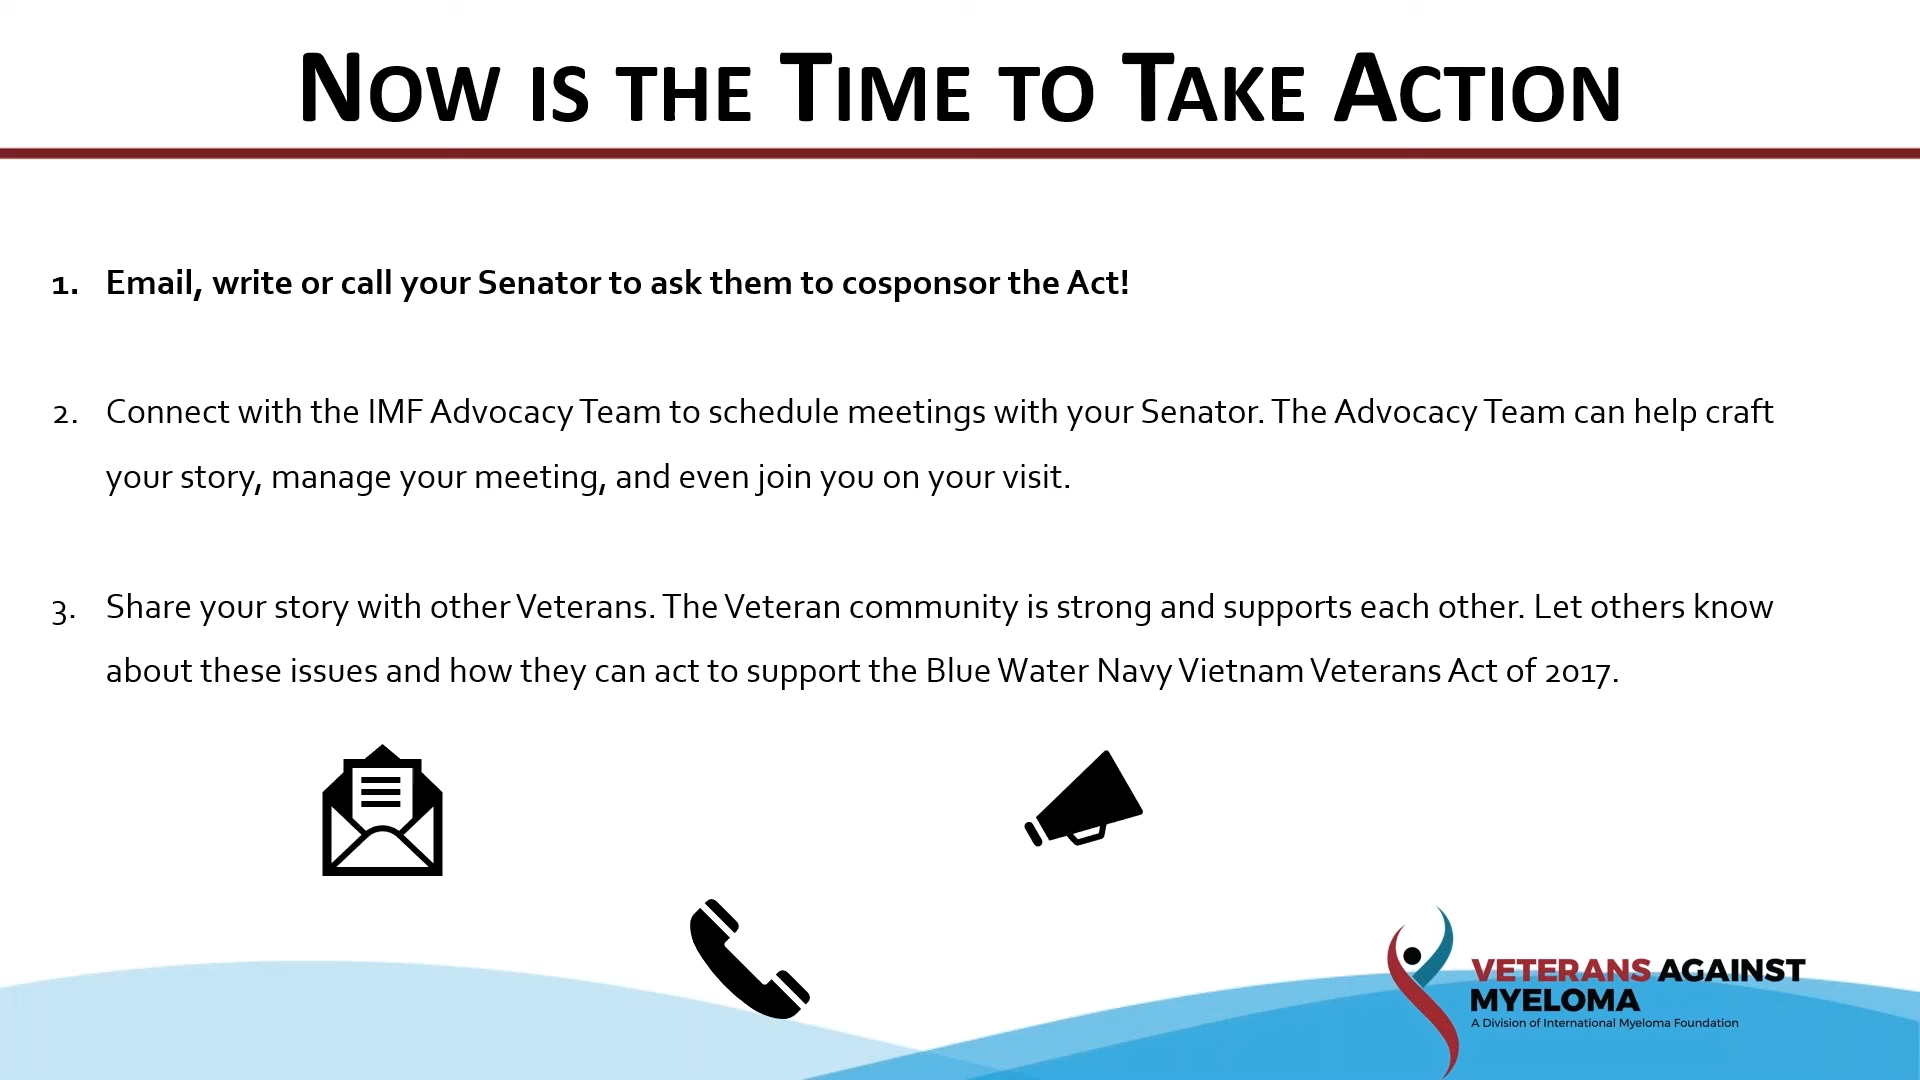 Now is the Time to Take Action
1. Email, write or call your Senator to ask them to cosponsor the Act!
2. Connect with the IMF Advocacy Team to schedule meetings with your Senator. The Advocacy Team can help craft
your story, manage your meeting, and even join you on your visit.
3. Share your story with other Veterans. The Veteran community is strong and supports each other. Let others know
about these issues and how they can act to support the Blue Water Navy Vietnam Veterans Act of 2017.
VETERANS AGAINST
MYELOMA
A Division of International Myeloma Foundation